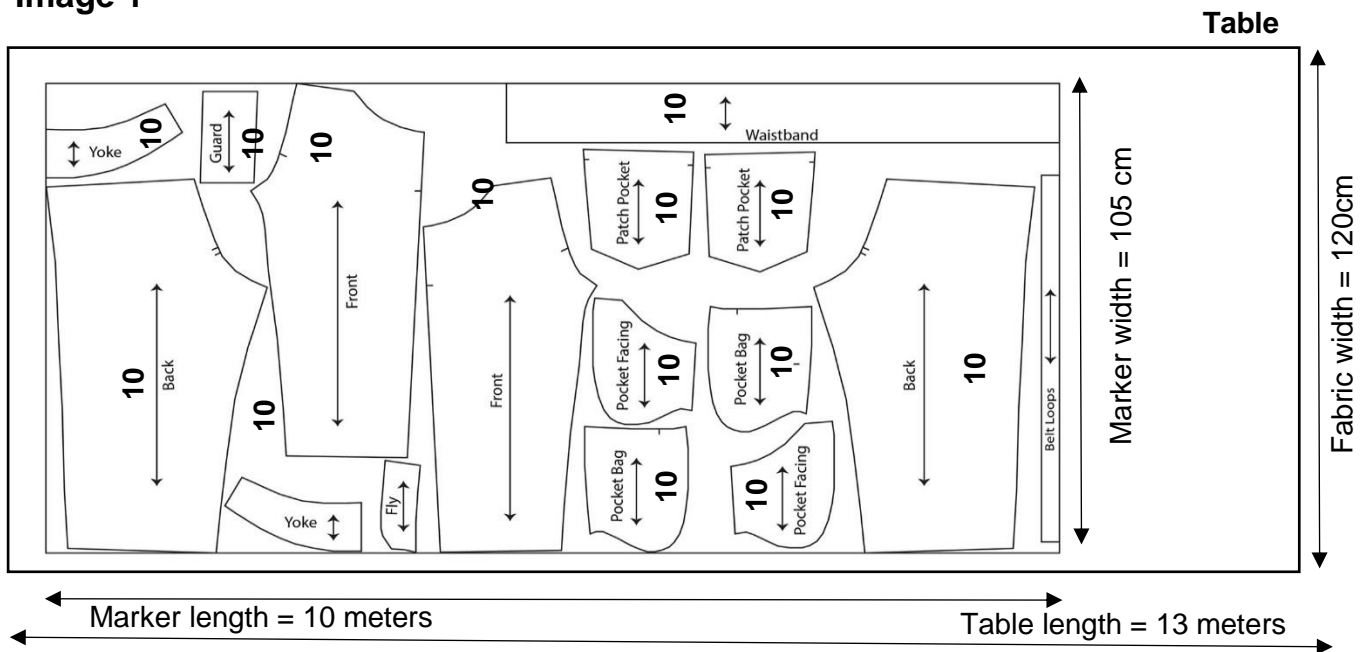 Image 1
Table
10
10
10
10
10
Waistband
Yoke
Guard
10
10
10
Patch Pocket
Patch Pocket
Front
Back
10
Front
Pocket Facing
10
Pocket Bag
10
Back
10
Belt Loops
10
Yoke
Fly
Pocket Bag
10
10
Pocket Facing
Marker width = 105 cm
Fabric width = 120cm
Marker length = 10 meters
Table length = 13 meters